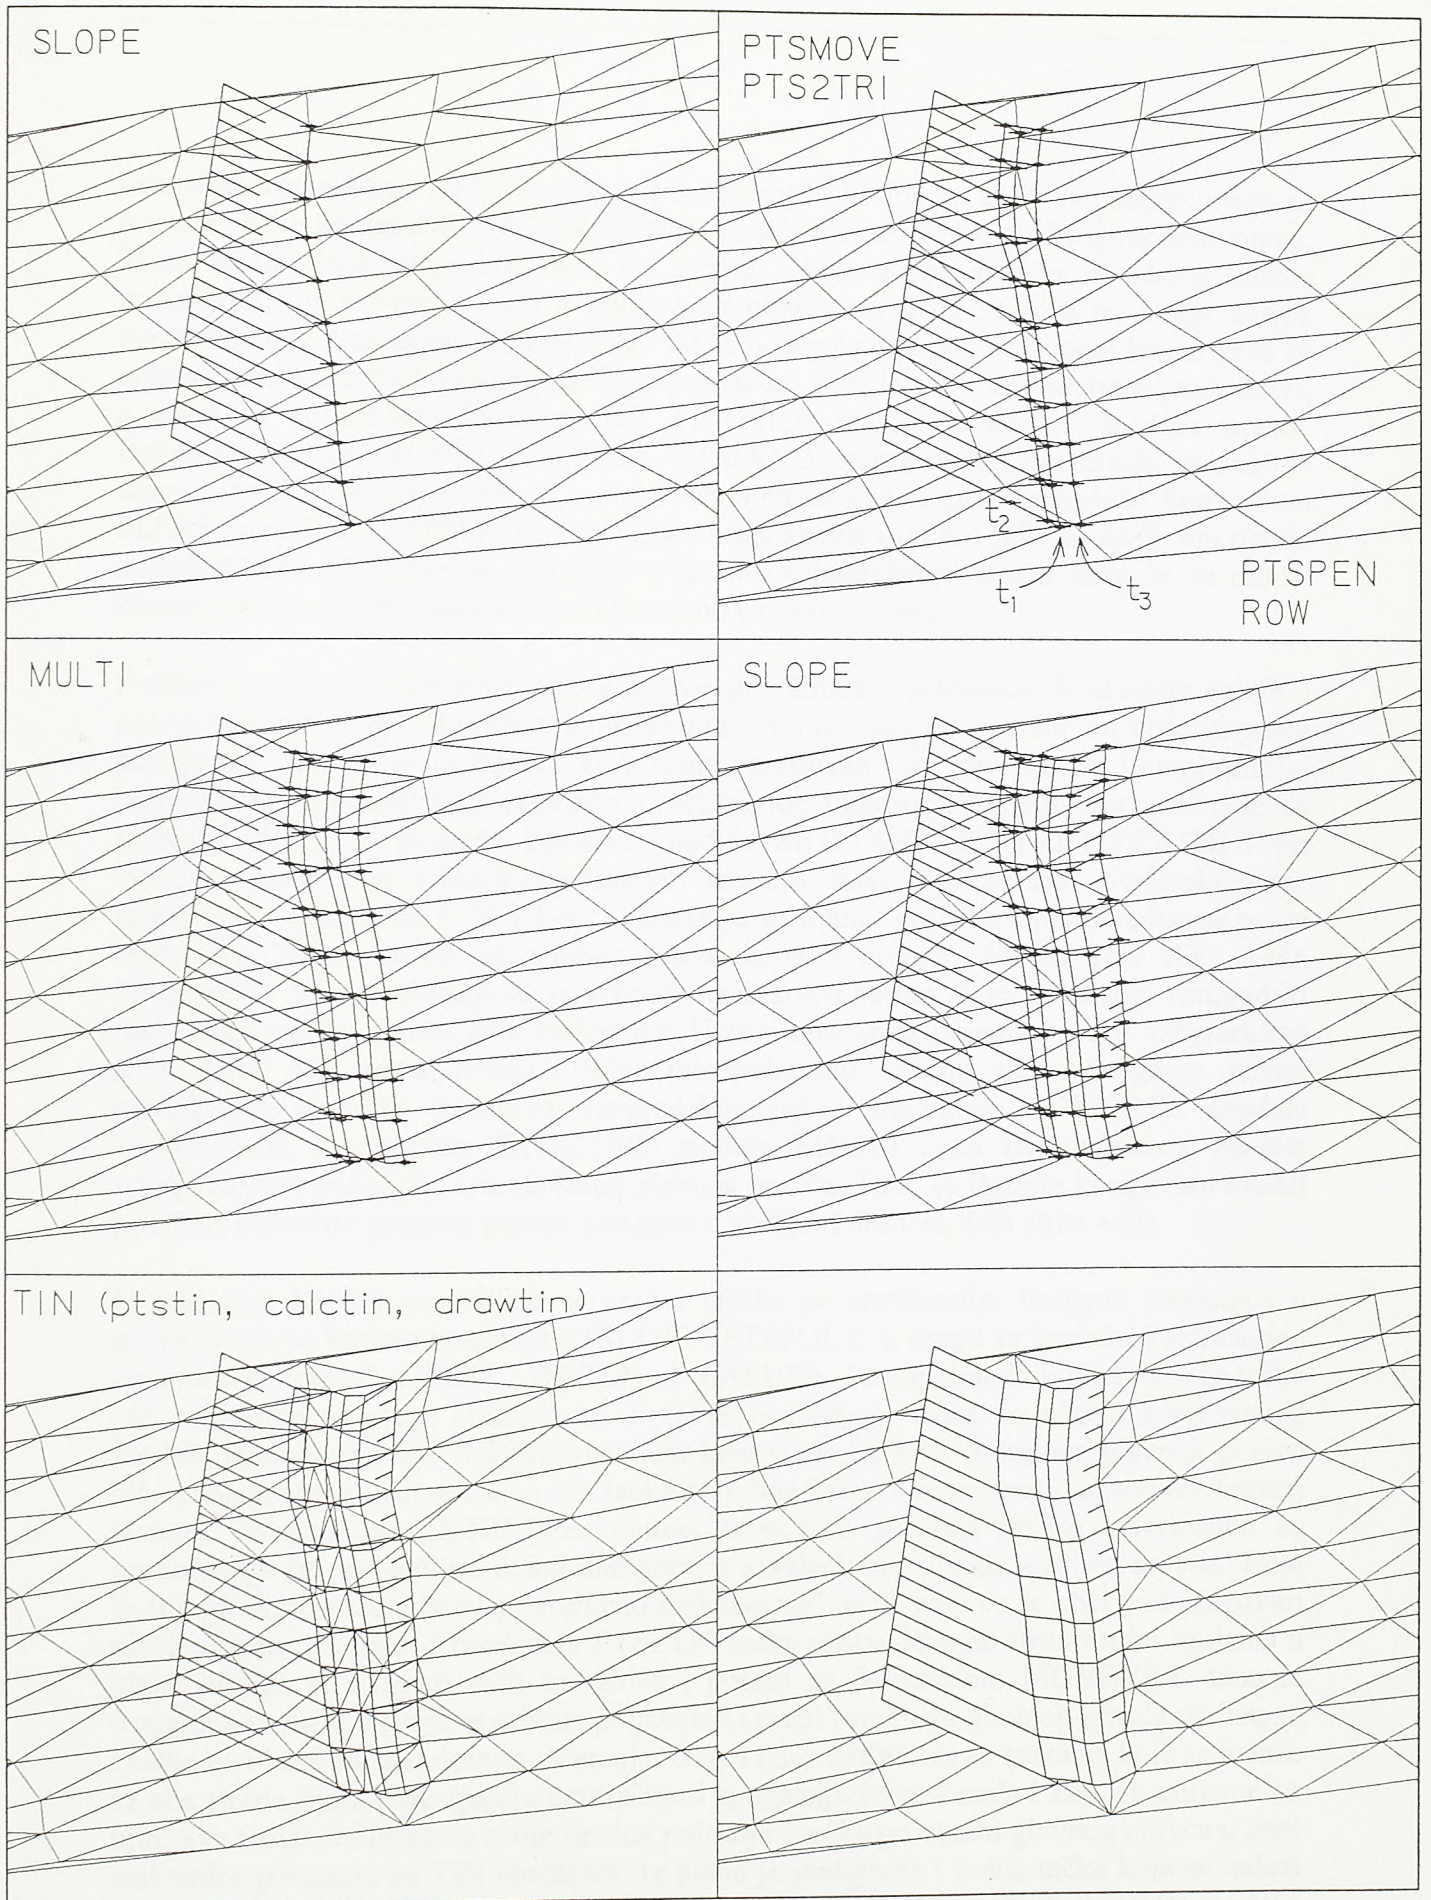 SLOPE
PTSMOVE
PTS2TRI
t2
t1
t3
PTSPEN
ROW
MULTI
SLOPE
TIN (ptstin, calctin, drawtin)